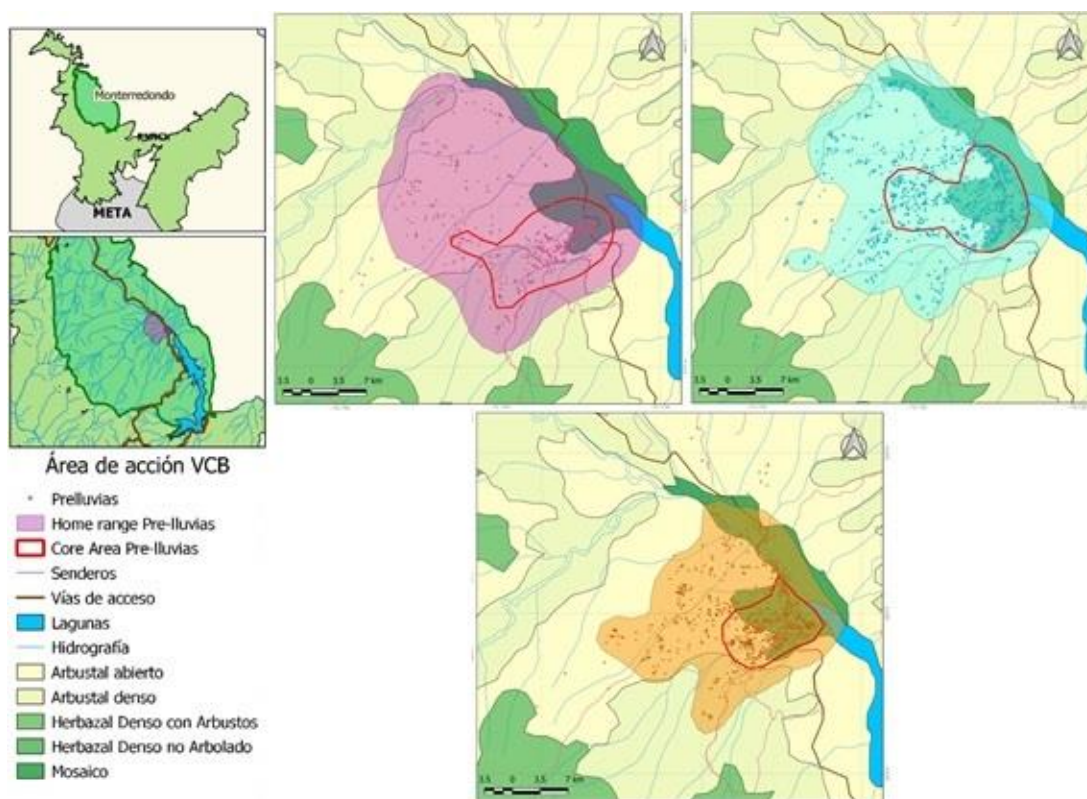 Monterredondo
META
Área de acción VCB
Prelluvias
Home range Pre-lluvias
Core Area Pre-lluvias
Senderos
Vías de acceso
Lagunas
Hidrografía
Arbustal abierto
Arbustal denso
Herbazal Denso con Arbustos
Herbazal Denso no Arbolado
Mosaico
3.5 0 3.5 7 km
3.5 0 3.5 7 km
3.5 0 3.5 7 km